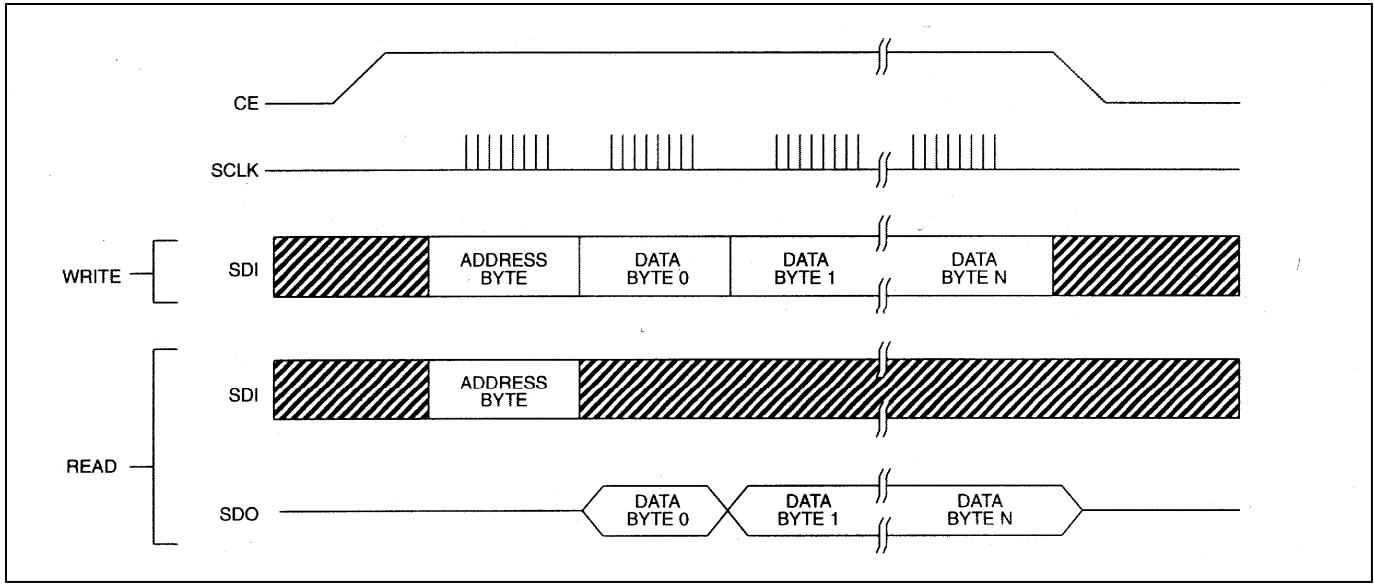 CE
SCLK
WRITE
SDI
ADDRESS
BYTE
DATA
BYTE 0
DATA
BYTE 1
DATA
BYTE N
READ
SDI
ADDRESS
BYTE
SDO
DATA
BYTE 0
DATA
BYTE 1
DATA
BYTE N